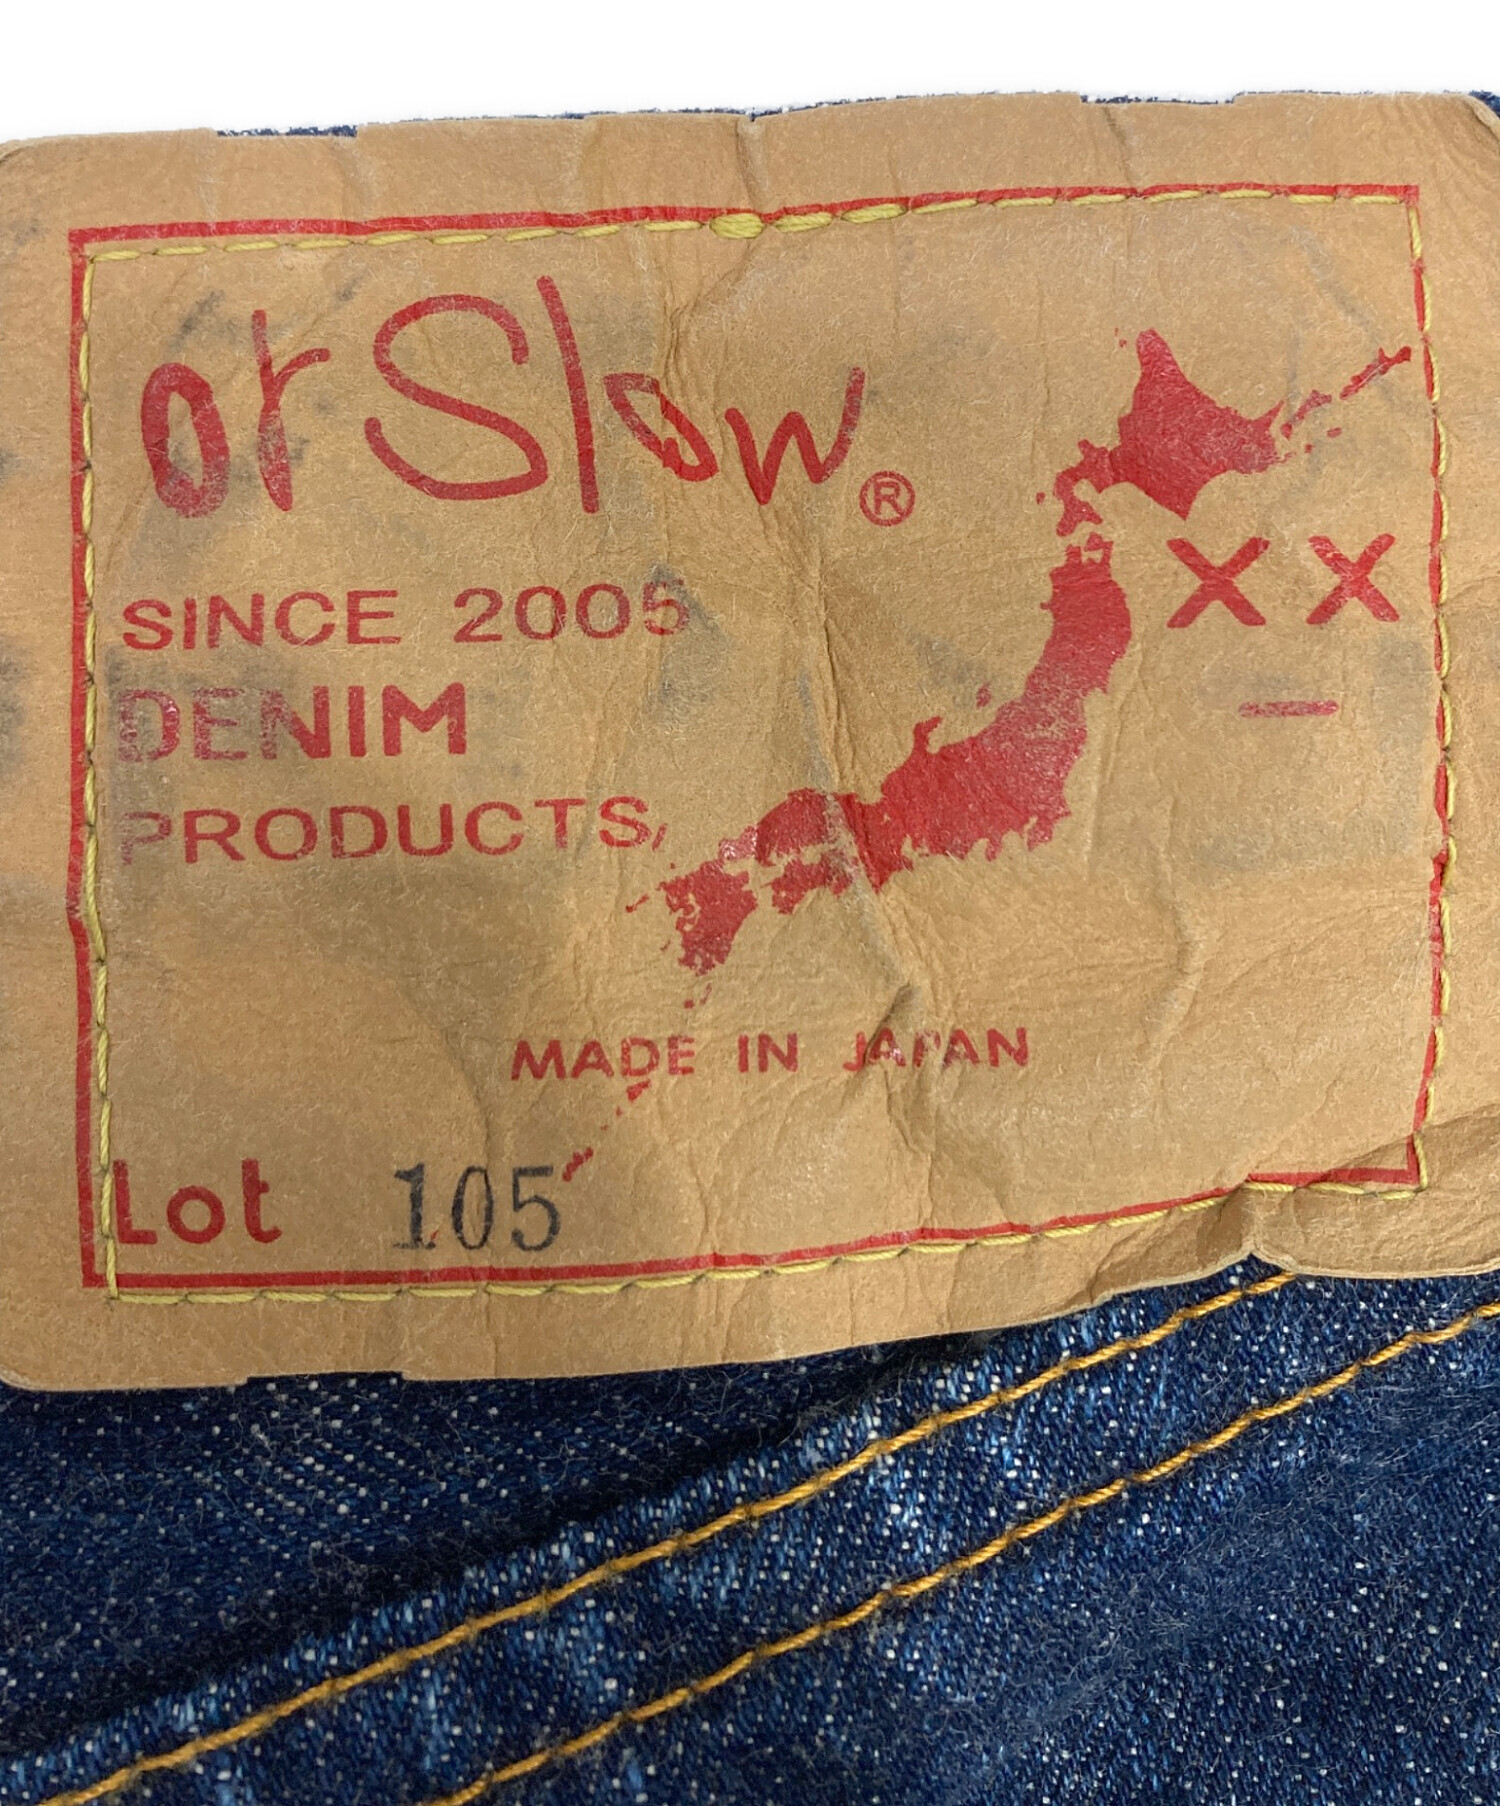 orSlow®
XX
SINCE 2005
DENIM
PRODUCTS,
MADE IN JAPAN
Lot 105